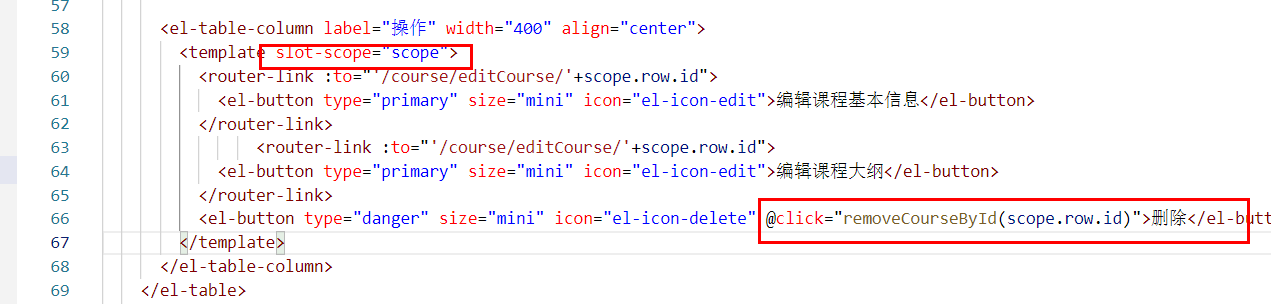 57
58 <el-table-column label="操作" width="400" align="center">
59 <template slot-scope="scope">
60 <router-link :to="'/course/editCourse/'+scope.row.id">
61 <el-button type="primary" size="mini" icon="el-icon-edit">编辑课程基本信息</el-button>
62 </router-link>
63 <router-link :to="'/course/editCourse/'+scope.row.id">
64 <el-button type="primary" size="mini" icon="el-icon-edit">编辑课程大纲</el-button>
65 </router-link>
66 <el-button type="danger" size="mini" icon="el-icon-delete" @click="removeCourseById(scope.row.id)">删除</el-butt
67 </template>
68 </el-table-column>
69 </el-table>